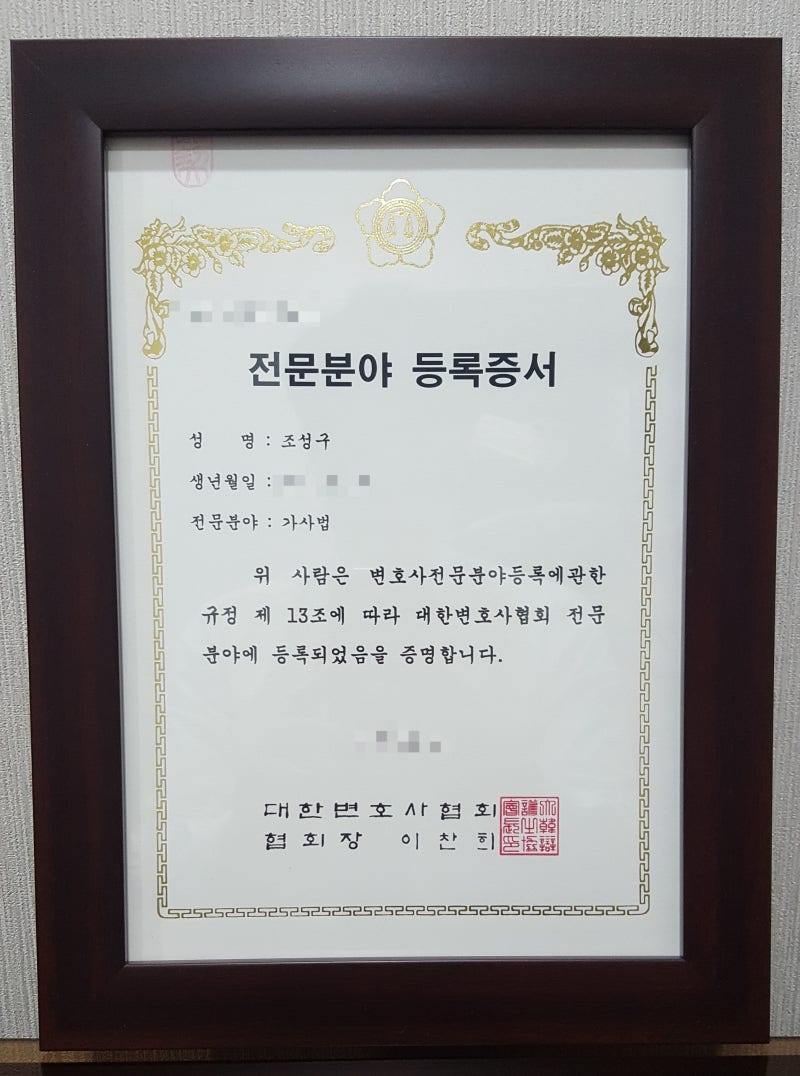 전문분야 등록증서
성 명 : 조성구
생년월일 :
전문분야 : 가사법
위 사람은 변호사전문분야등록에관한
규정 제 13조에 따라 대한변호사협회 전문
분야에 등록되었음을 증명합니다.
대한변호사협회
협회장 이찬희